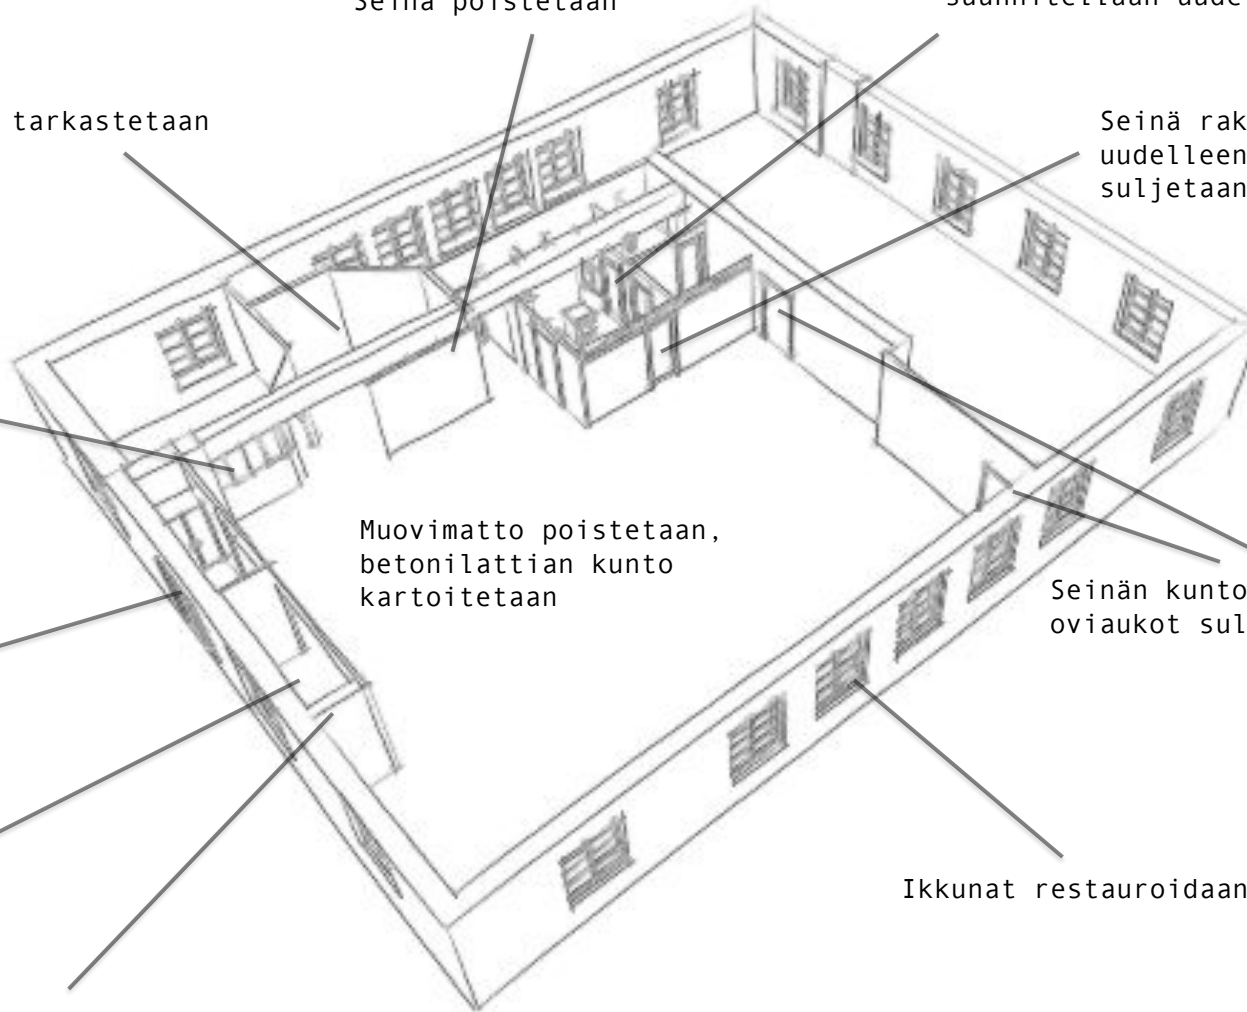 Seinä poistetaan
suunnitellaan uude
tarkastetaan
Seinä rak
uudelleen
suljetaan
Muovimatto poistetaan,
betonilattian kunto
kartoitetaan
Seinän kunto
oviaukot sul
Ikkunat restauroidaan